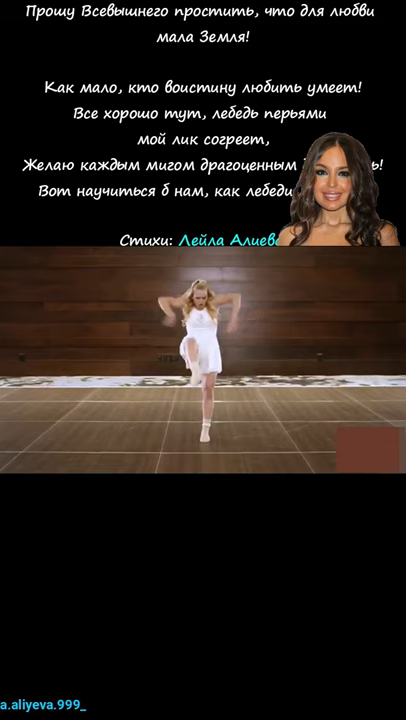 Прошу Всевышнего простить, что для любви
мала Земля!
Как мало, кто воистину любить умеет!
Все хорошо тут, лебедь перьями
мой лик согреет,
Желаю каждым мигом драгоценным
Вот научиться б нам, как лебеди
Стихи: Лейла Алиева
a.aliyeva.999_